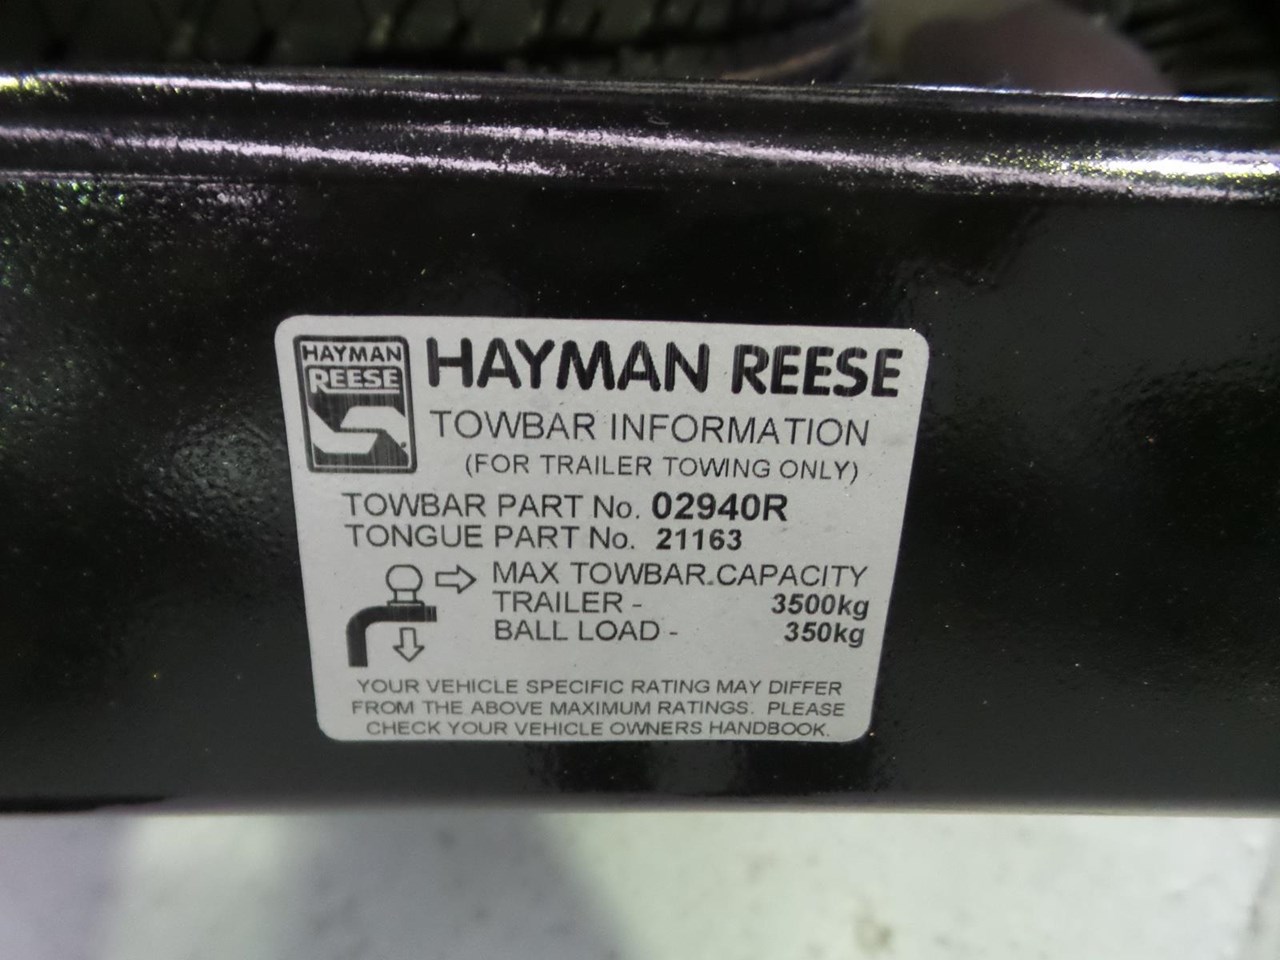 HAYMAN
REESE
HAYMAN REESE
TOWBAR INFORMATION
(FOR TRAILER TOWING ONLY)
TOWBAR PART No. 02940R
TONGUE PART No. 21163
MAX TOWBAR CAPACITY
TRAILER - 3500kg
BALL LOAD - 350kg
YOUR VEHICLE SPECIFIC RATING MAY DIFFER
FROM THE ABOVE MAXIMUM RATINGS. PLEASE
CHECK YOUR VEHICLE OWNERS HANDBOOK.